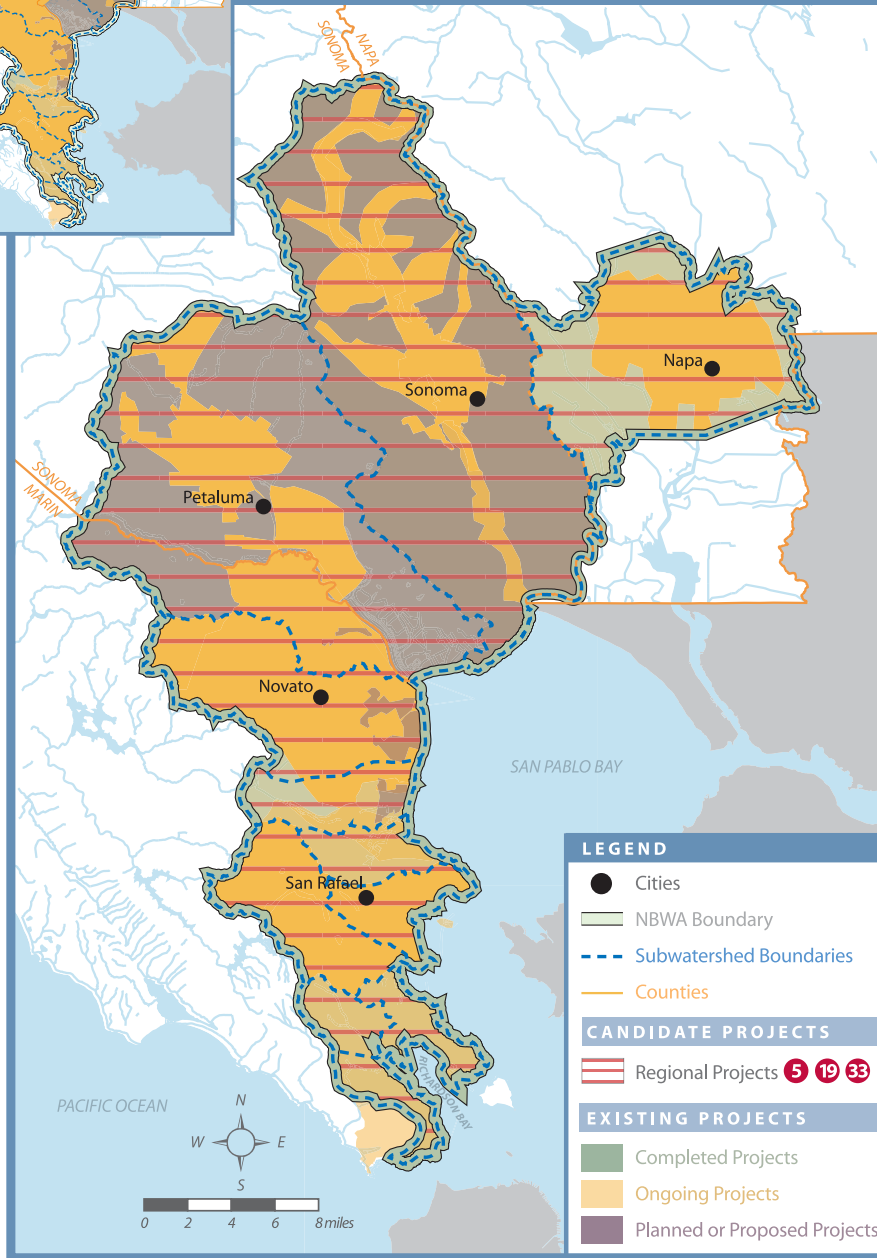 NAPA
SONOMA
Napa
Sonoma
SONOMA
MARIN
Petaluma
Novato
SAN PABLO BAY
San Rafael
RICHARDSON BAY
PACIFIC OCEAN
N
W E
S
0 2 4 6 8 miles
LEGEND
Cities
NBWA Boundary
Subwatershed Boundaries
Counties
CANDIDATE PROJECTS
Regional Projects 5 19 33
EXISTING PROJECTS
Completed Projects
Ongoing Projects
Planned or Proposed Projects